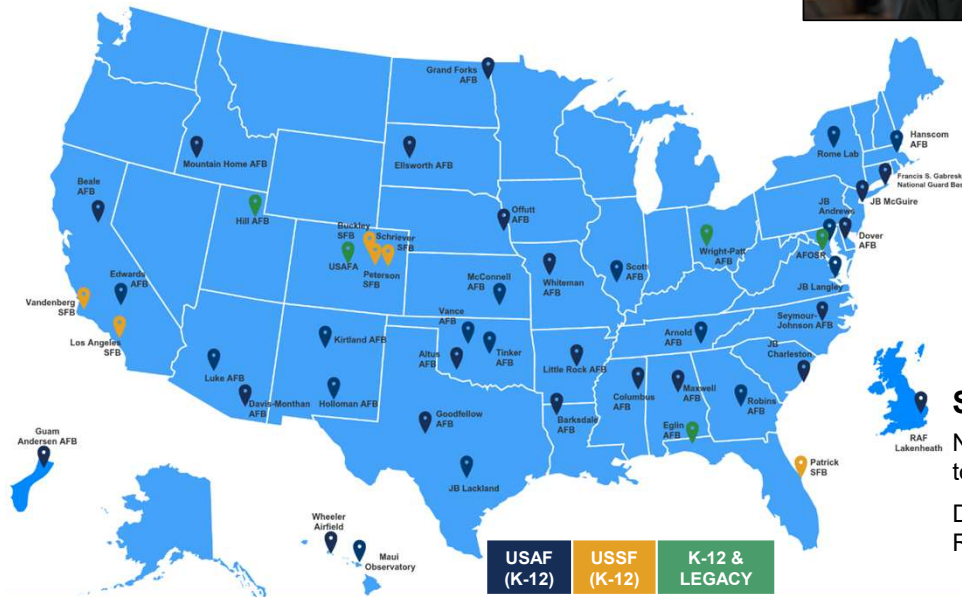 Grand Forks
AFB
Mountain Home AFB
Ellsworth AFB
Rome Lab
Hanscom
AFB
Francis S. Gabresk
National Guard Base
JB McGuire
Beale
AFB
Hill AFB
Offutt
AFB
JB
Andrews
Dover
AFB
Buckley
SFB
Schriever
SFB
USAFA
Peterson
SFB
Wright-Patt
AFB
AFOSR
Edwards
AFB
McConnell
AFB
Whiteman
AFB
Scott
AFB
JB Langley
Vandenberg
SFB
Los Angeles
SFB
Vance
AFB
Seymour-
Johnson AFB
Kirtland AFB
Altus
AFB
Tinker
AFB
Little Rock AFB
Arnold
AFB
JB
Charleston
Luke AFB
Davis-Monthan
AFB
Holloman AFB
Goodfellow
AFB
Barksdale
AFB
Columbus
AFB
Maxwell
AFB
Robins
AFB
Eglin
AFB
RAF
Lakenheath
Guam
Andersen AFB
JB Lackland
Patrick
SFB
Wheeler
Airfield
Maui
Observatory
USAF
(K-12)
USSF
(K-12)
K-12 &
LEGACY